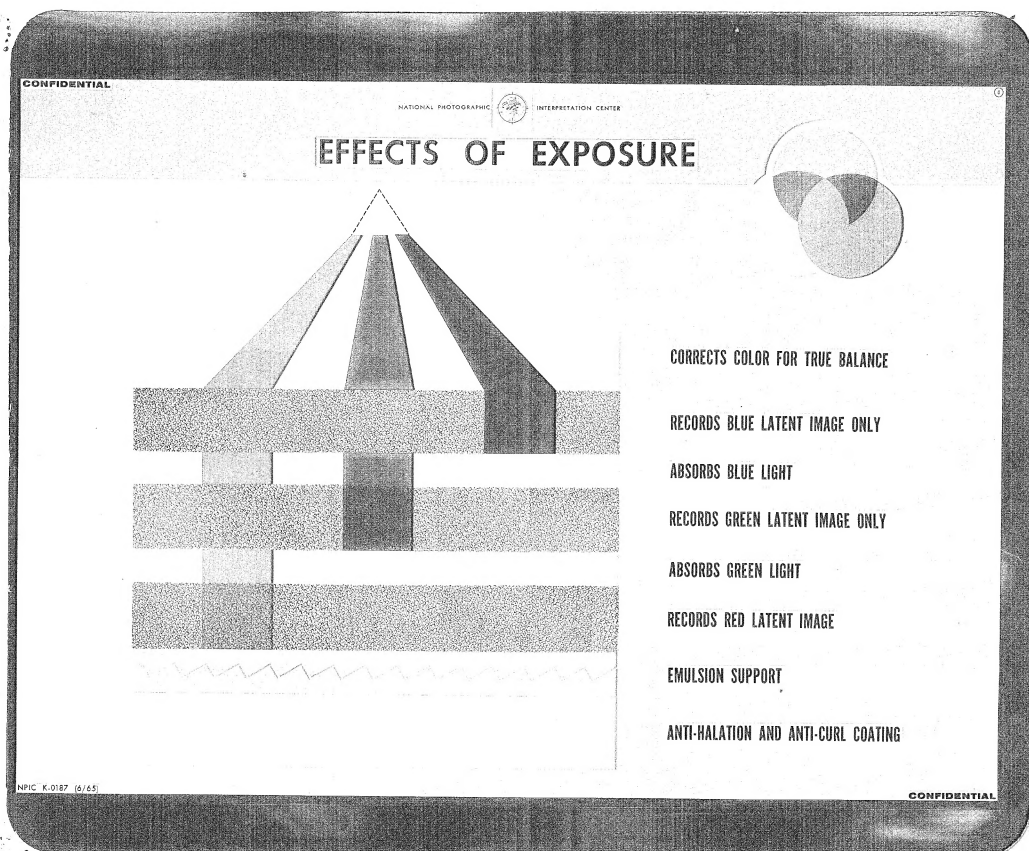 CONFIDENTIAL
NATIONAL PHOTOGRAPHIC INTERPRETATION CENTER
EFFECTS OF EXPOSURE
CORRECTS COLOR FOR TRUE BALANCE
RECORDS BLUE LATENT IMAGE ONLY
ABSORBS BLUE LIGHT
RECORDS GREEN LATENT IMAGE ONLY
ABSORBS GREEN LIGHT
RECORDS RED LATENT IMAGE
EMULSION SUPPORT
ANTI-HALATION AND ANTI-CURL COATING
NPIC K-0187 (6/65)
CONFIDENTIAL